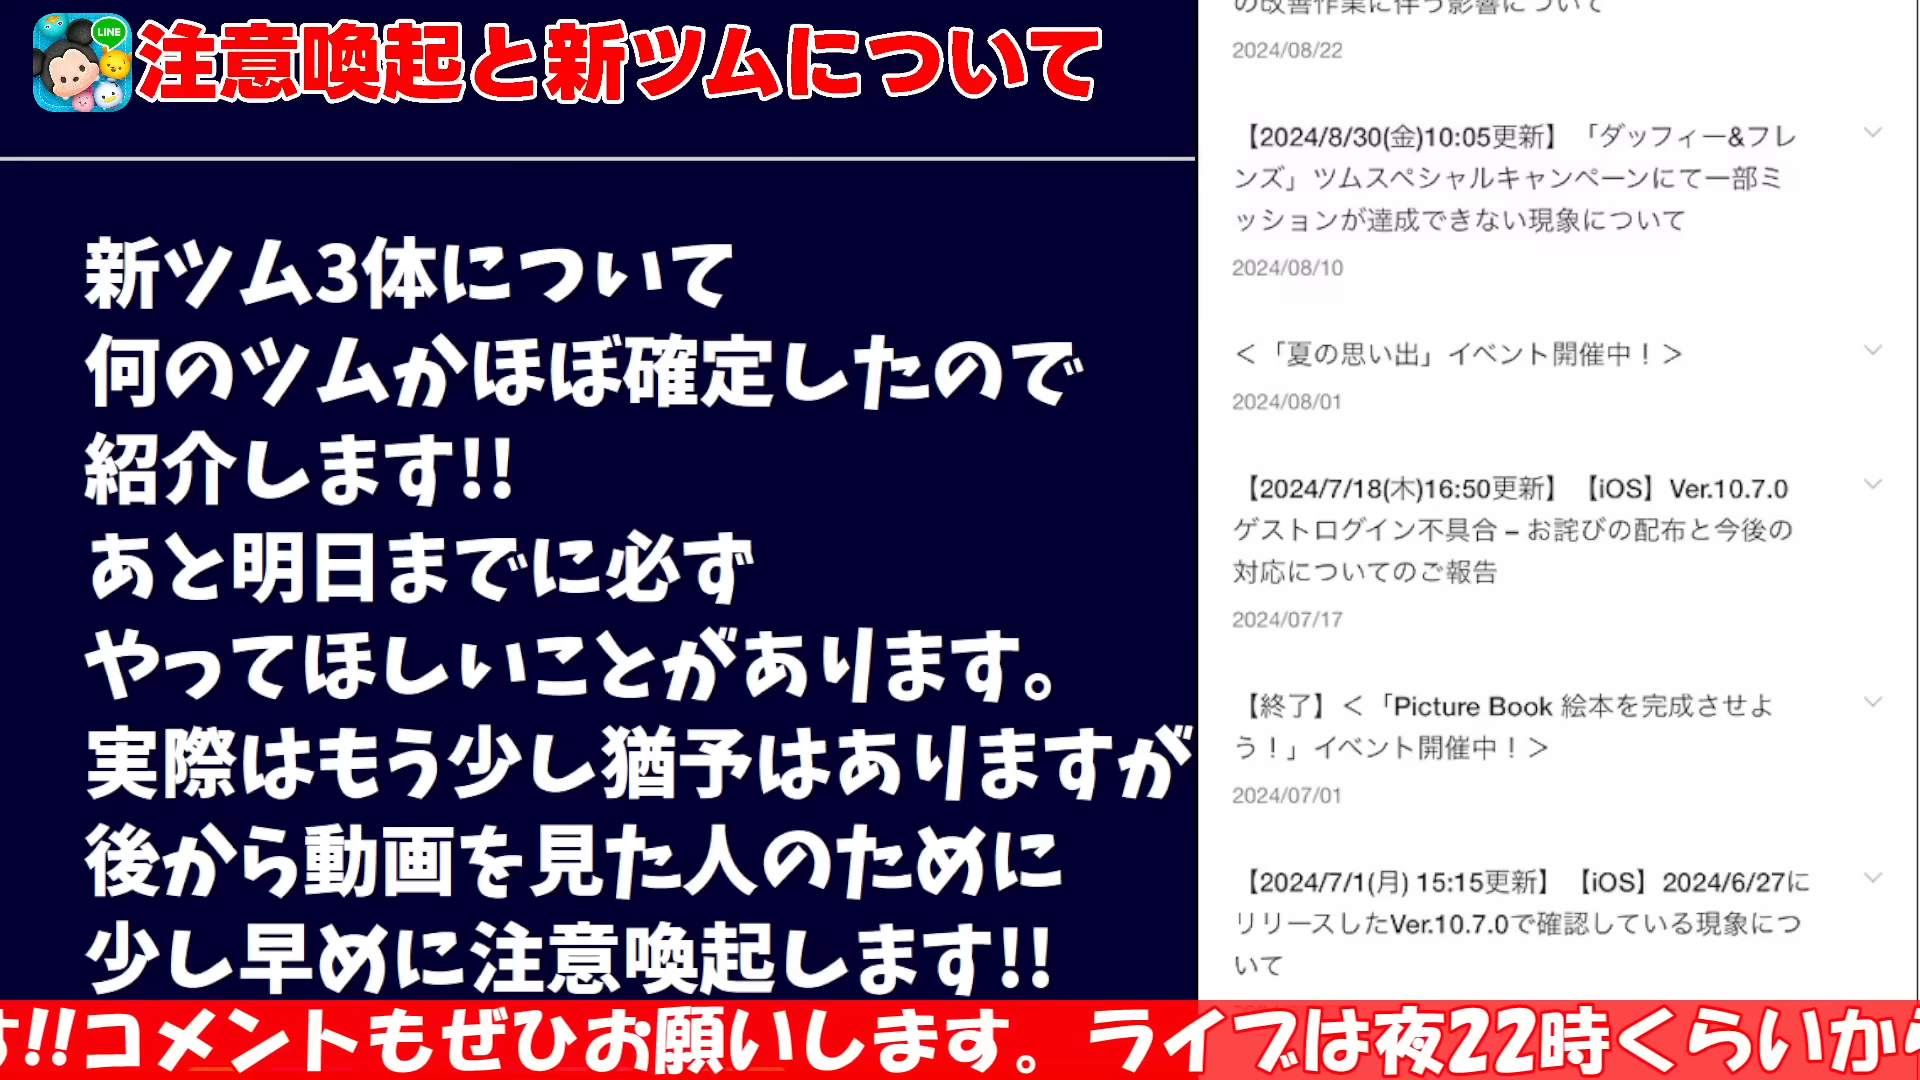 LINE
注意喚起と新ツムについて
新ツム3体について
何のツムかほぼ確定したので
紹介します!!
あと明日までに必ず
やってほしいことがあります。
実際はもう少し猶予はありますが
後から動画を見た人のために
少し早めに注意喚起します!!
の改善作業に伴う影響について
2024/08/22
【2024/8/30(金)10:05更新】「ダッフィー&フレ
ンズ」ツムスペシャルキャンペーンにて一部ミ
ッションが達成できない現象について
2024/08/10
＜「夏の思い出」イベント開催中！＞
2024/08/01
【2024/7/18(木)16:50更新】【iOS】Ver.10.7.0
ゲストログイン不具合 – お詫びの配布と今後の
対応についてのご報告
2024/07/17
【終了】＜「Picture Book 絵本を完成させよ
う！」イベント開催中！＞
2024/07/01
【2024/7/1(月) 15:15更新】【iOS】2024/6/27に
リリースしたVer.10.7.0で確認している現象につ
いて
す!!コメントもぜひお願いします。 ライブは夜22時くらいから